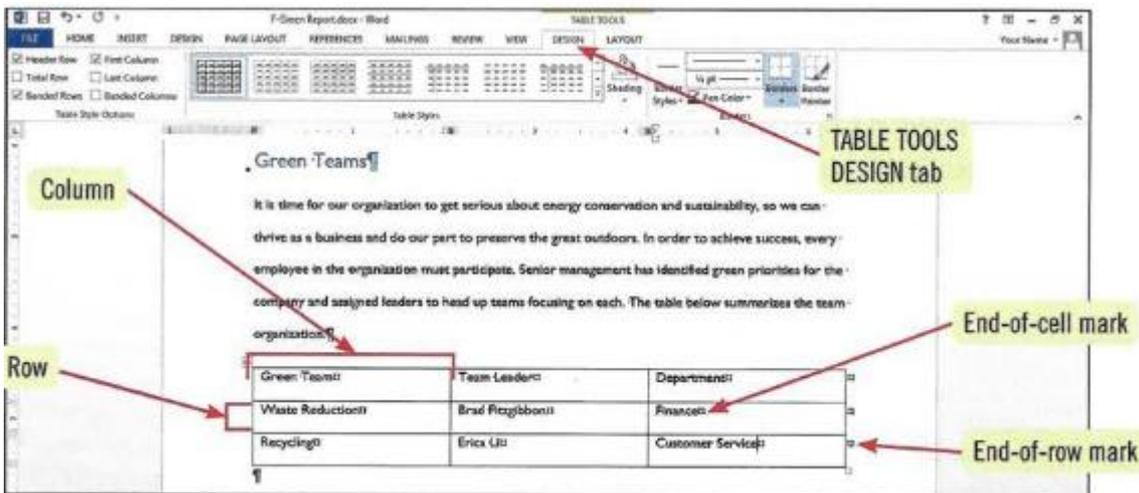 F-Green Report.docx - Word
TABLE TOOLS
FILE HOME INSERT DESIGN PAGE LAYOUT REFERENCES MAILINGS REVIEW VIEW DESIGN LAYOUT
Your Name
Header Row First Column
Total Row Last Column
Banded Rows Banded Columns
Shading
Border Styles
½ pt
Pen Color
Borders
Border Painter
Table Style Options
Table Styles
Borders
TABLE TOOLS
DESIGN tab
Column
Green Teams¶
It is time for our organization to get serious about energy conservation and sustainability, so we can
thrive as a business and do our part to preserve the great outdoors. In order to achieve success, every
employee in the organization must participate. Senior management has identified green priorities for the
company and assigned leaders to head up teams focusing on each. The table below summarizes the team
organization.¶
End-of-cell mark
Row
Green Team¤ Team Leader¤ Department¤ ¤
Waste Reduction¤ Brad Fitzgibbon¤ Finance¤ ¤
Recycling¤ Erica Li¤ Customer Service¤ ¤
End-of-row mark
¶